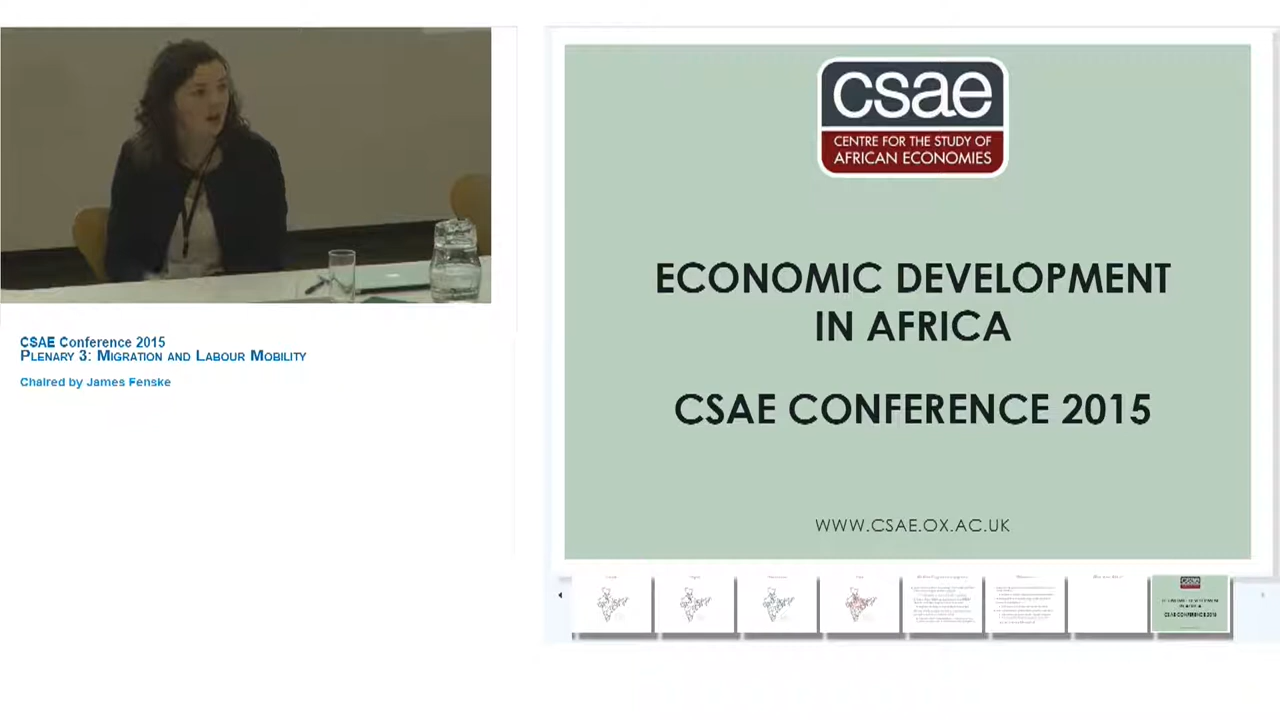 CSAE Conference 2015
PLENARY 3: MIGRATION AND LABOUR MOBILITY
Chaired by James Fenske
csae
CENTRE FOR THE STUDY OF
AFRICAN ECONOMIES
ECONOMIC DEVELOPMENT
IN AFRICA
CSAE CONFERENCE 2015
WWW.CSAE.OX.AC.UK